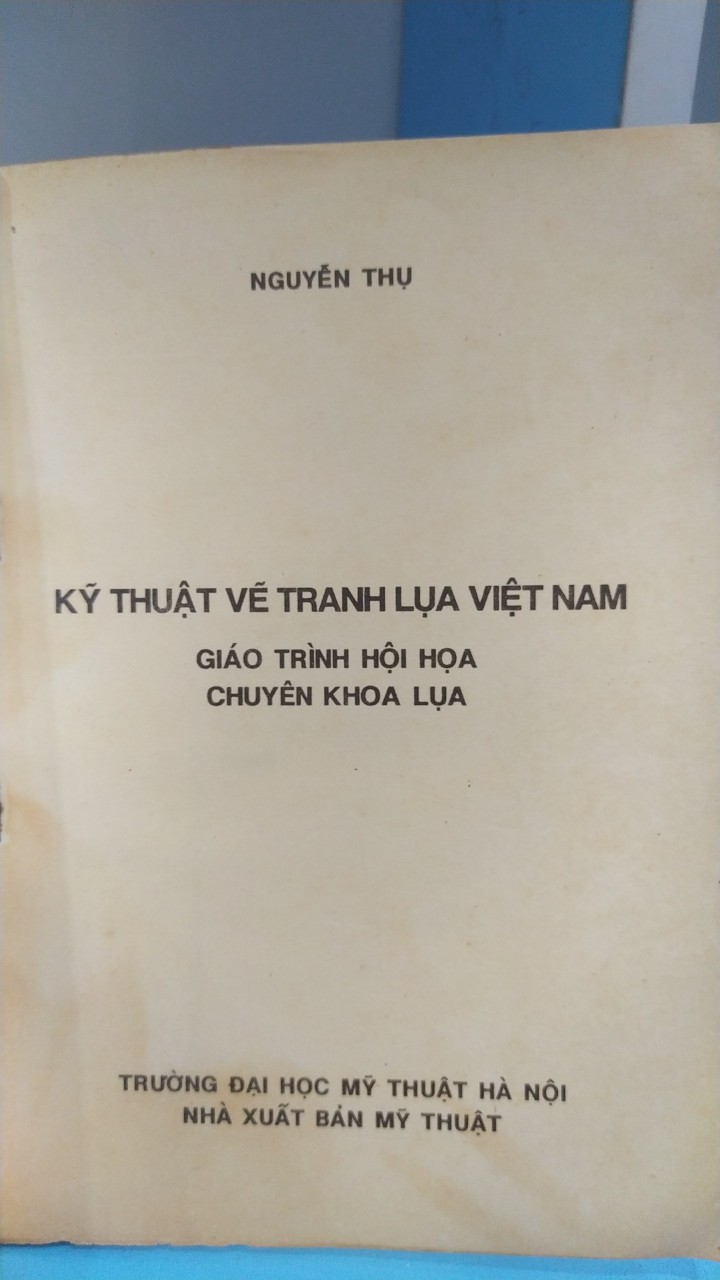 NGUYỄN THỤ
KỸ THUẬT VẼ TRANH LỤA VIỆT NAM
GIÁO TRÌNH HỘI HỌA
CHUYÊN KHOA LỤA
TRƯỜNG ĐẠI HỌC MỸ THUẬT HÀ NỘI
NHÀ XUẤT BẢN MỸ THUẬT